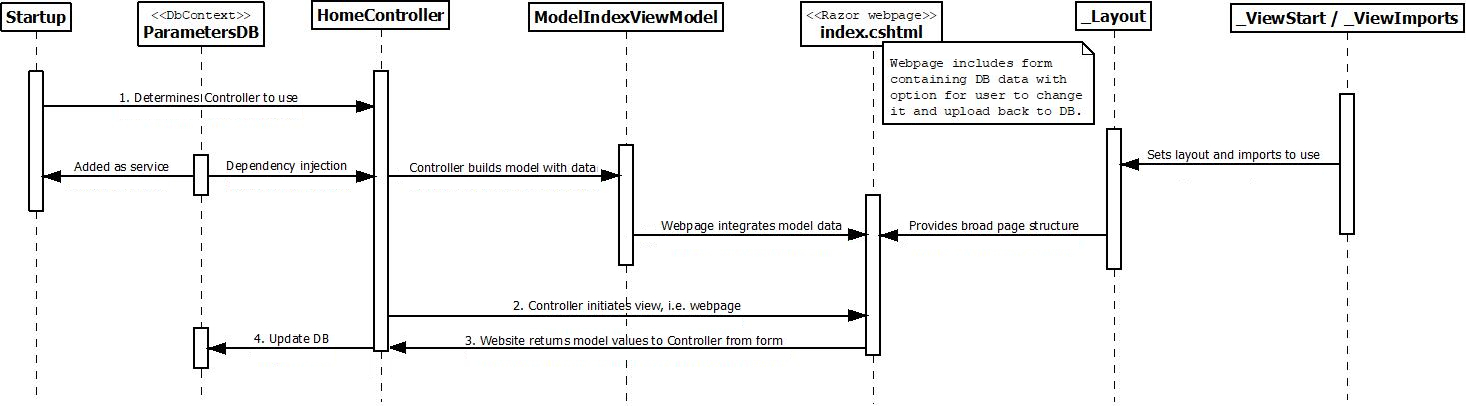 Startup
<<DbContext>>
ParametersDB
HomeController
ModelIndexViewModel
<<Razor webpage>>
index.cshtml
_Layout
_ViewStart / _ViewImports
Webpage includes form
containing DB data with
option for user to change
it and upload back to DB.
1. Determines Controller to use
Added as service
Dependency injection
Controller builds model with data
Sets layout and imports to use
Webpage integrates model data
Provides broad page structure
2. Controller initiates view, i.e. webpage
4. Update DB
3. Website returns model values to Controller from form